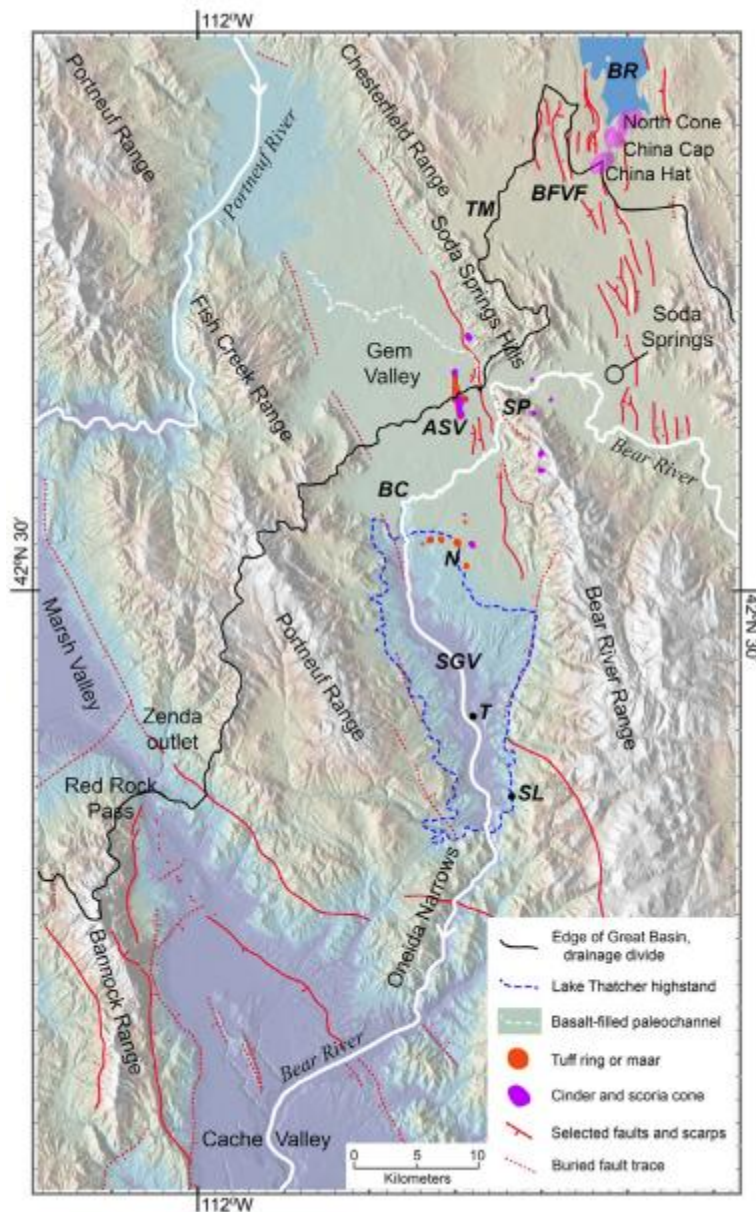 112°W
Portneuf Range
Portneuf River
Chesterfield Range
BR
North Cone
China Cap
China Hat
BFVF
TM
Soda Springs Hills
Fish Creek Range
Gem
Valley
Soda
Springs
ASV
SP
Bear River
BC
42°N 30'
N
42°N 30'
Marsh Valley
Portneuf Range
SGV
Bear River Range
T
Zenda
outlet
Red Rock
Pass
SL
Oneida Narrows
Bannock Range
Bear River
Cache Valley
Edge of Great Basin,
drainage divide
Lake Thatcher highstand
Basalt-filled paleochannel
Tuff ring or maar
Cinder and scoria cone
Selected faults and scarps
Buried fault trace
0 5 10
Kilometers
112°W